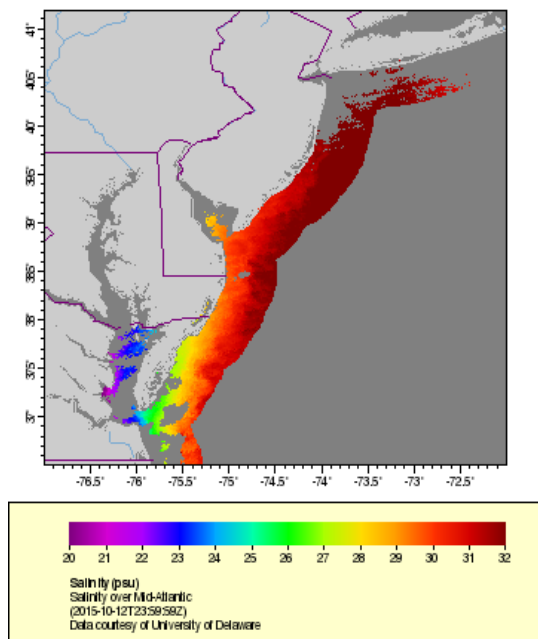 41°
40.5°
40°
39.5°
39°
38.5°
38°
37.5°
37°
-76.5° -76° -75.5° -75° -74.5° -74° -73.5° -73° -72.5°
20 21 22 23 24 25 26 27 28 29 30 31 32
Salinity (psu)
Salinity over Mid-Atlantic
(2015-10-12T23:59:59Z)
Data courtesy of University of Delaware